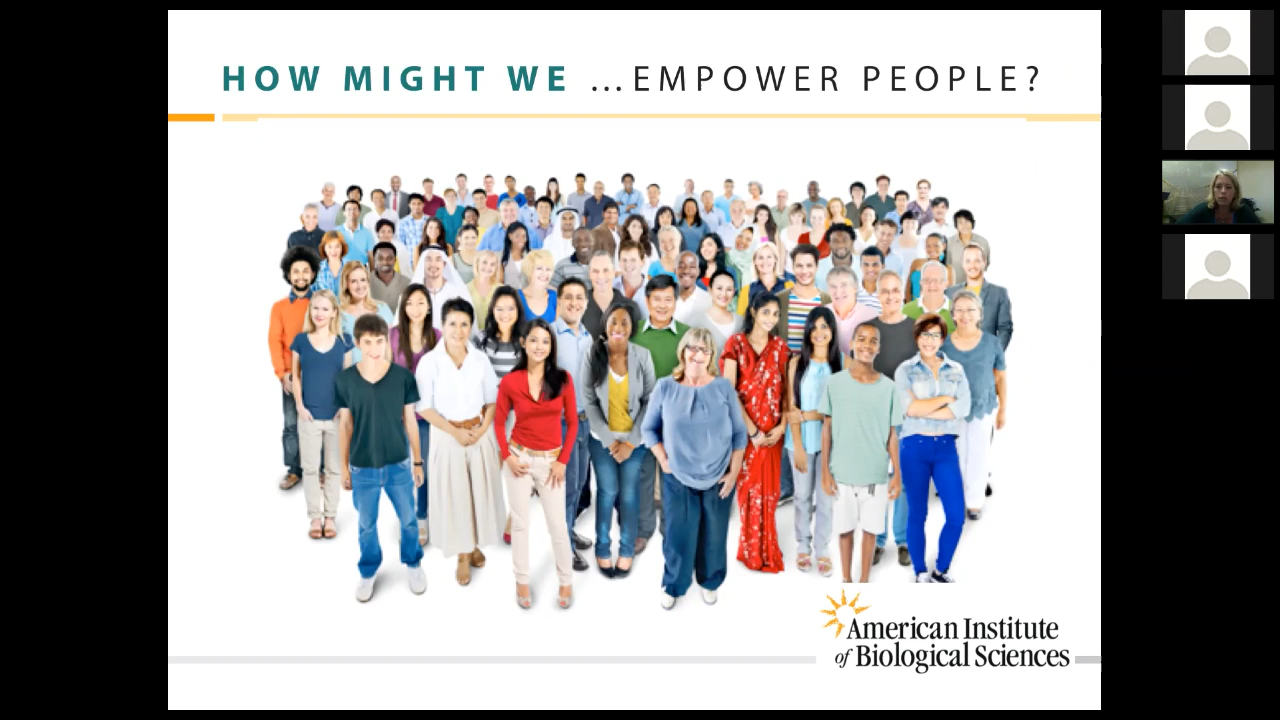 HOW MIGHT WE ...EMPOWER PEOPLE?
American Institute
of Biological Sciences